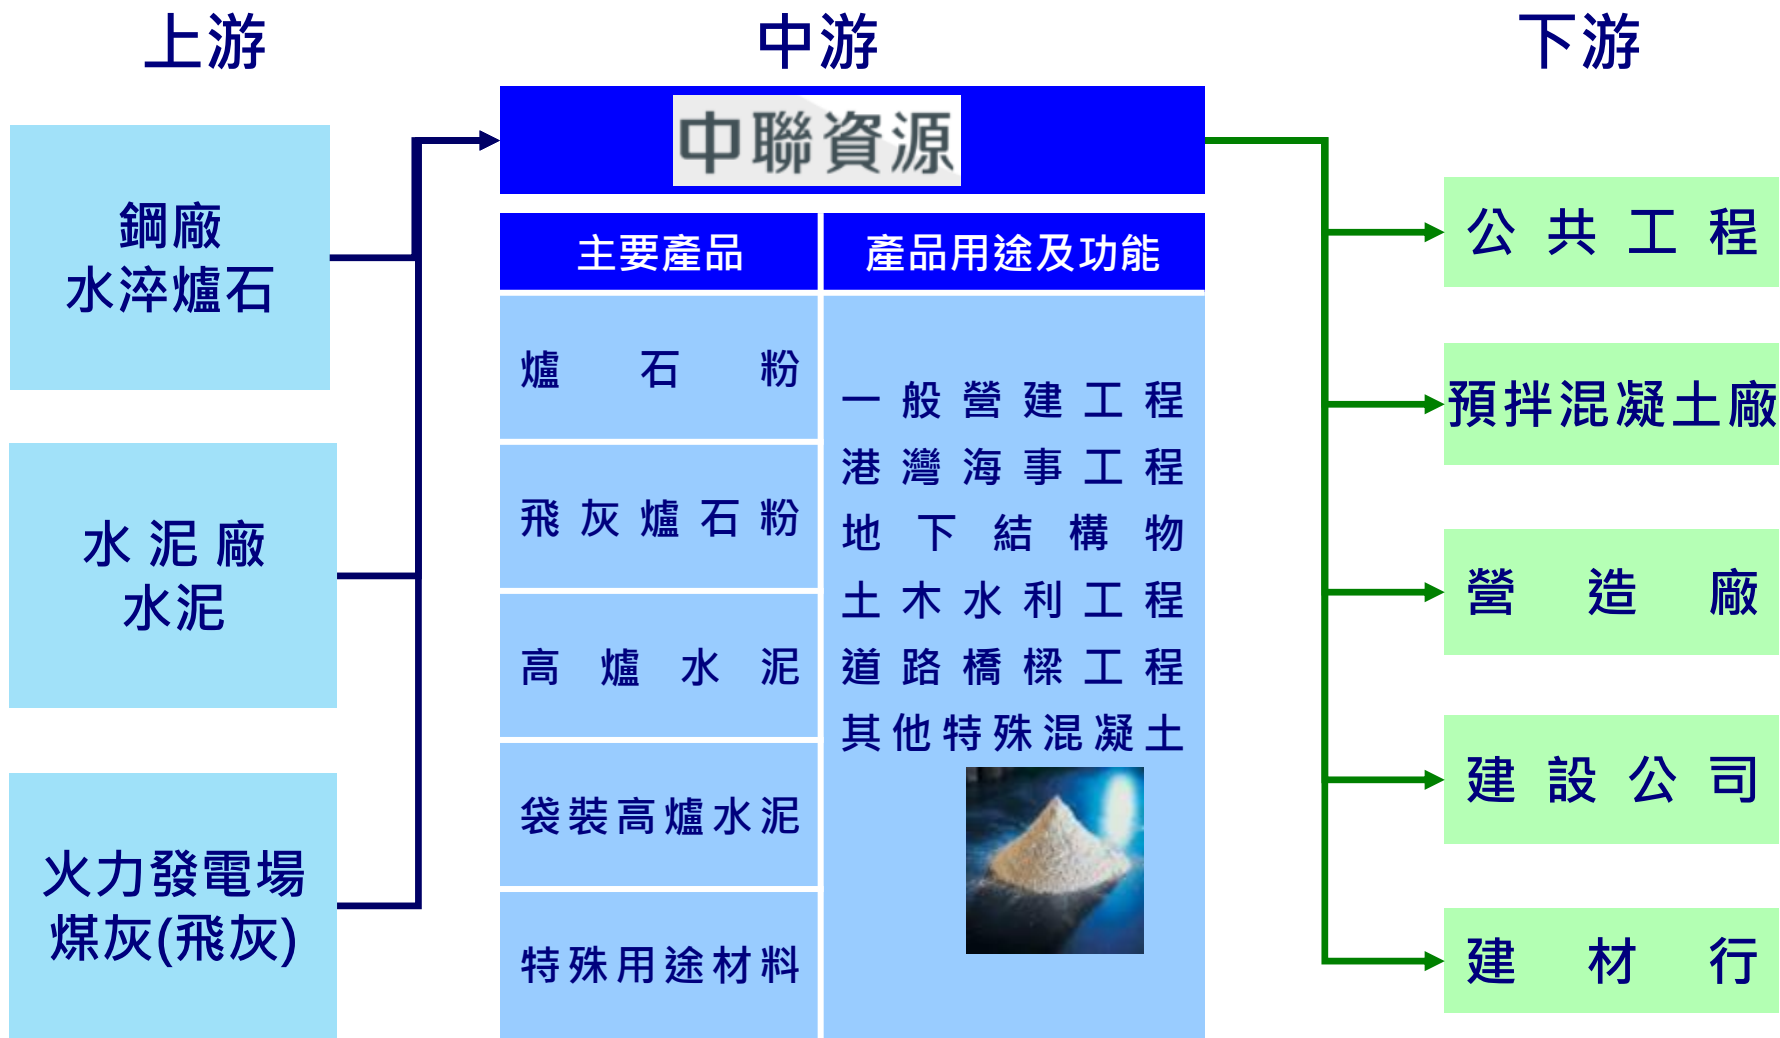 上游
中游
下游
鋼廠
水淬爐石
水泥廠
水泥
火力發電場
煤灰(飛灰)
中聯資源
主要產品
產品用途及功能
爐石粉
飛灰爐石粉
高爐水泥
袋裝高爐水泥
特殊用途材料
一般營建工程
港灣海事工程
地下結構物
土木水利工程
道路橋樑工程
其他特殊混凝土
公共工程
預拌混凝土廠
營造廠
建設公司
建材行